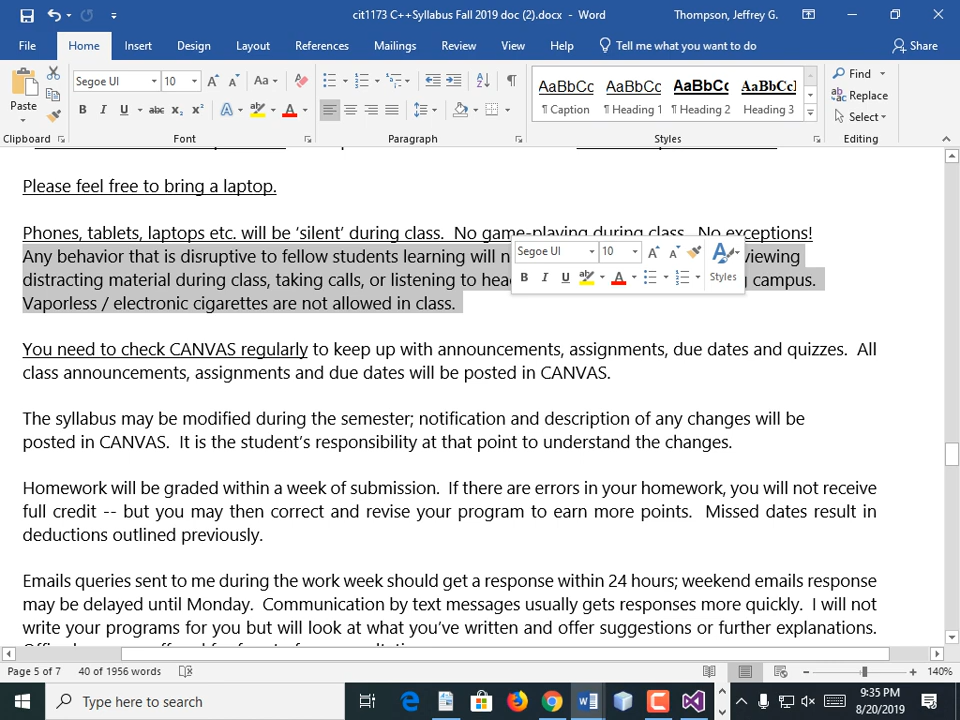 cit1173 C++Syllabus Fall 2019 doc (2).docx - Word
Thompson, Jeffrey G.
File Home Insert Design Layout References Mailings Review View Help Tell me what you want to do Share
Paste
Segoe UI 10
Aa
B I U abc X₂ X² A A
AaBbCc AaBbCc AaBbCc AaBbCc
¶ Caption ¶ Heading 1 ¶ Heading 2 Heading 3
Find
Replace
Select
Clipboard Font Paragraph Styles Editing
Please feel free to bring a laptop.
Phones, tablets, laptops etc. will be ‘silent’ during class.  No game-playing during class.  No exceptions!
Any behavior that is disruptive to fellow students learning will n viewing
distracting material during class, taking calls, or listening to hea campus.
Vaporless / electronic cigarettes are not allowed in class.
Segoe UI 10
B I U A Styles
You need to check CANVAS regularly to keep up with announcements, assignments, due dates and quizzes.  All
class announcements, assignments and due dates will be posted in CANVAS.
The syllabus may be modified during the semester; notification and description of any changes will be
posted in CANVAS.  It is the student’s responsibility at that point to understand the changes.
Homework will be graded within a week of submission.  If there are errors in your homework, you will not receive
full credit -- but you may then correct and revise your program to earn more points.  Missed dates result in
deductions outlined previously.
Emails queries sent to me during the work week should get a response within 24 hours; weekend emails response
may be delayed until Monday.  Communication by text messages usually gets responses more quickly.  I will not
write your programs for you but will look at what you’ve written and offer suggestions or further explanations.
Page 5 of 7 40 of 1956 words 140%
Type here to search
9:35 PM
8/20/2019